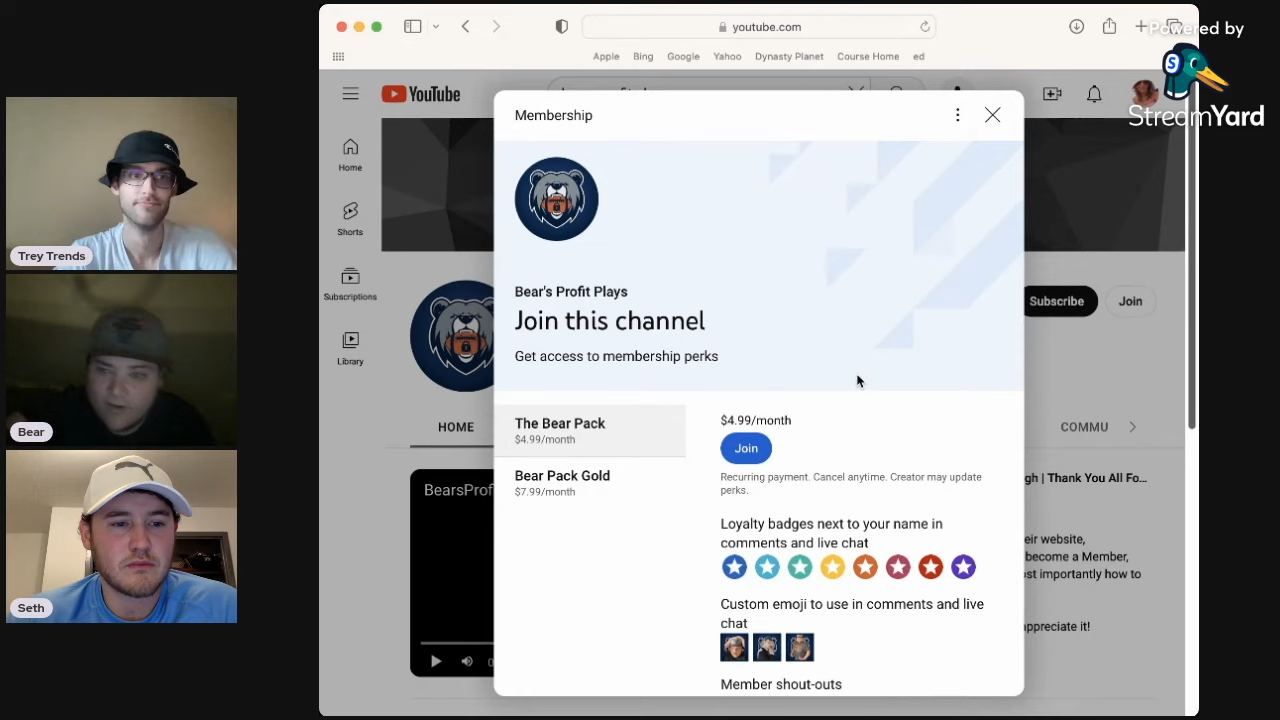 youtube.com
Powered by
StreamYard
Apple Bing Google Yahoo Dynasty Planet Course Home ed
YouTube
Home
Shorts
Subscriptions
Library
Membership
Bear's Profit Plays
Join this channel
Get access to membership perks
Subscribe
Join
The Bear Pack
$4.99/month
Bear Pack Gold
$7.99/month
$4.99/month
Join
Recurring payment. Cancel anytime. Creator may update
perks.
Loyalty badges next to your name in
comments and live chat
Custom emoji to use in comments and live
chat
Member shout-outs
HOME
COMMU
BearsProf
gh | Thank You All Fo...
eir website,
become a Member,
st importantly how to
ppreciate it!
Trey Trends
Bear
Seth